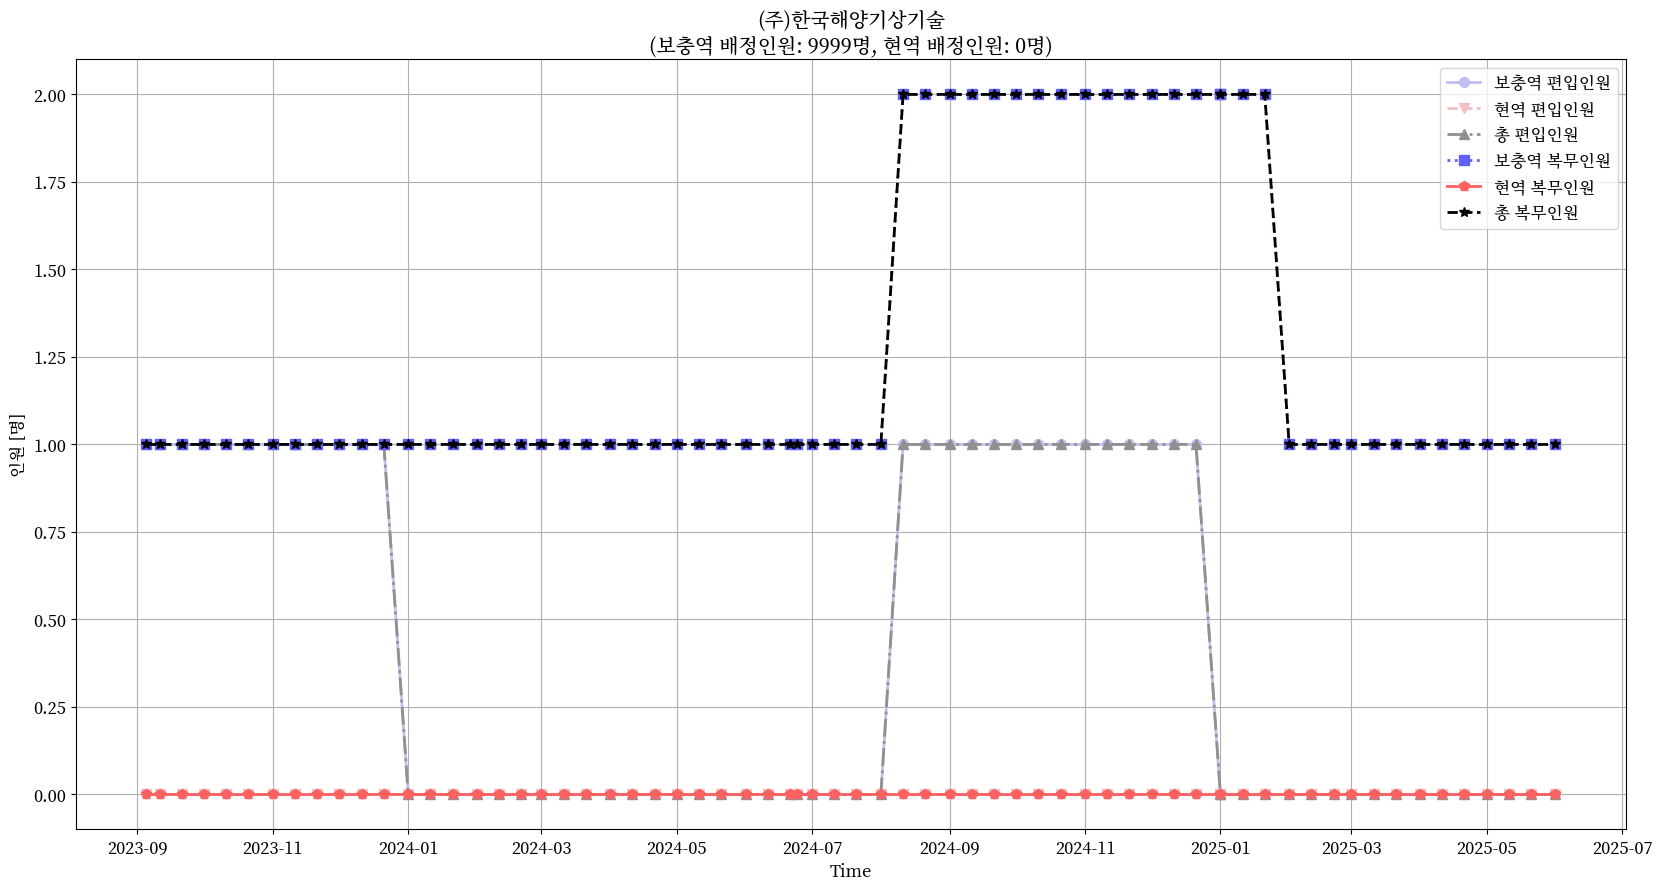 (주)한국해양기상기술
(보충역 배정인원: 9999명, 현역 배정인원: 0명)
보충역 편입인원
현역 편입인원
총 편입인원
보충역 복무인원
현역 복무인원
총 복무인원
2.00
1.75
1.50
1.25
1.00
0.75
0.50
0.25
0.00
인원 [명]
2023-09 2023-11 2024-01 2024-03 2024-05 2024-07 2024-09 2024-11 2025-01 2025-03 2025-05 2025-07
Time